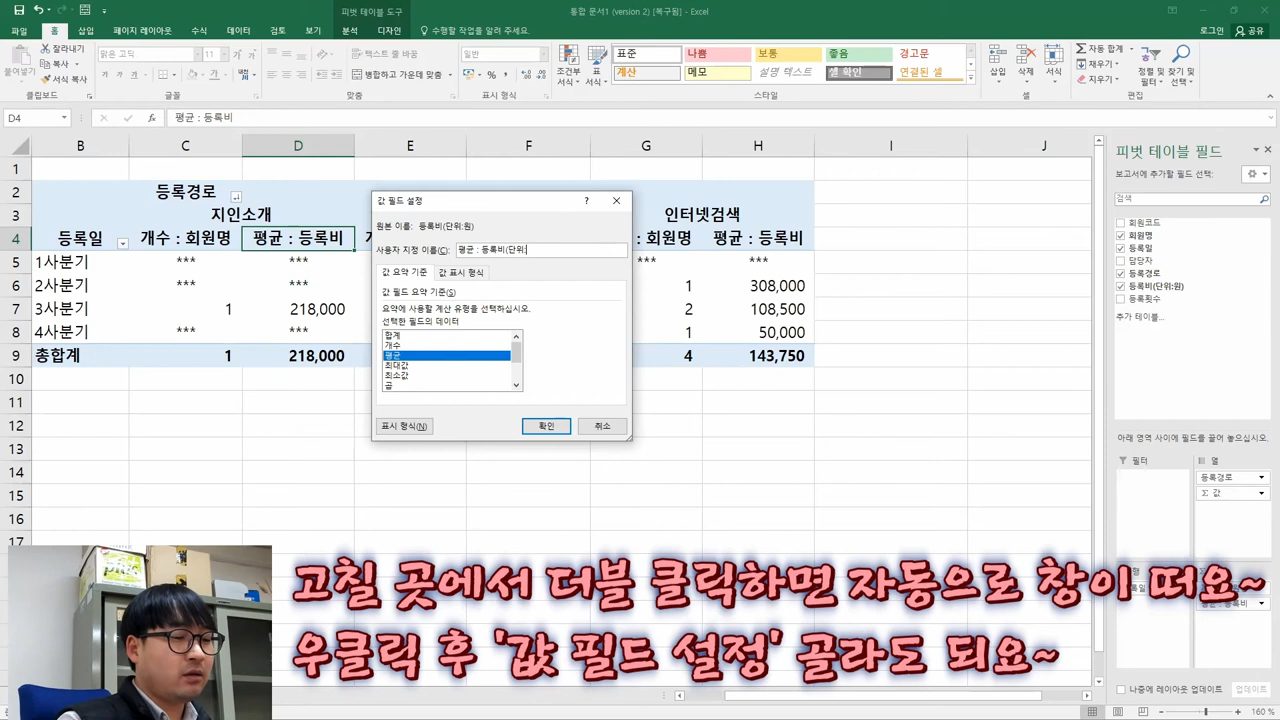 피벗 테이블 도구
통합 문서1 (version 2) [복구됨] - Excel
파일 홈 삽입 페이지 레이아웃 수식 데이터 검토 보기 분석 디자인 수행할 작업을 알려 주세요.
로그인 공유
붙여넣기
잘라내기
복사
서식 복사
클립보드
맑은 고딕 11
가 가 가
글꼴
텍스트 줄 바꿈
병합하고 가운데 맞춤
맞춤
일반
표시 형식
조건부 서식
표 서식
표준 나쁨 보통 좋음 경고문
계산 메모 설명 텍스트 셀 확인 연결된 셀
스타일
삽입 삭제 서식
셀
자동 합계
채우기
지우기
정렬 및 필터
찾기 및 선택
편집
D4 fx 평균 : 등록비
B C D E F G H I J
1
2 등록경로
3 지인소개 인터넷검색
4 등록일 개수 : 회원명 평균 : 등록비 : 회원명 평균 : 등록비
5 1사분기 *** *** *** ***
6 2사분기 *** *** 1 308,000
7 3사분기 1 218,000 2 108,500
8 4사분기 *** *** 1 50,000
9 총합계 1 218,000 4 143,750
10
11
12
13
14
15
16
17
값 필드 설정 ?
원본 이름: 등록비(단위:원)
사용자 지정 이름(C): 평균 : 등록비(단위:
값 요약 기준 값 표시 형식
값 필드 요약 기준(S)
요약에 사용할 계산 유형을 선택하십시오.
선택한 필드의 데이터
합계
개수
평균
최대값
최소값
곱
표시 형식(N) 확인 취소
피벗 테이블 필드
보고서에 추가할 필드 선택:
검색
회원코드
회원명
등록일
담당자
등록경로
등록비(단위:원)
등록횟수
추가 테이블...
아래 영역 사이에 필드를 끌어 놓으십시오.
필터 열
등록경로
Σ 값
나중에 레이아웃 업데이트 업데이트
160 %
고칠 곳에서 더블 클릭하면 자동으로 창이 떠요~
우클릭 후 '값 필드 설정' 골라도 되요~